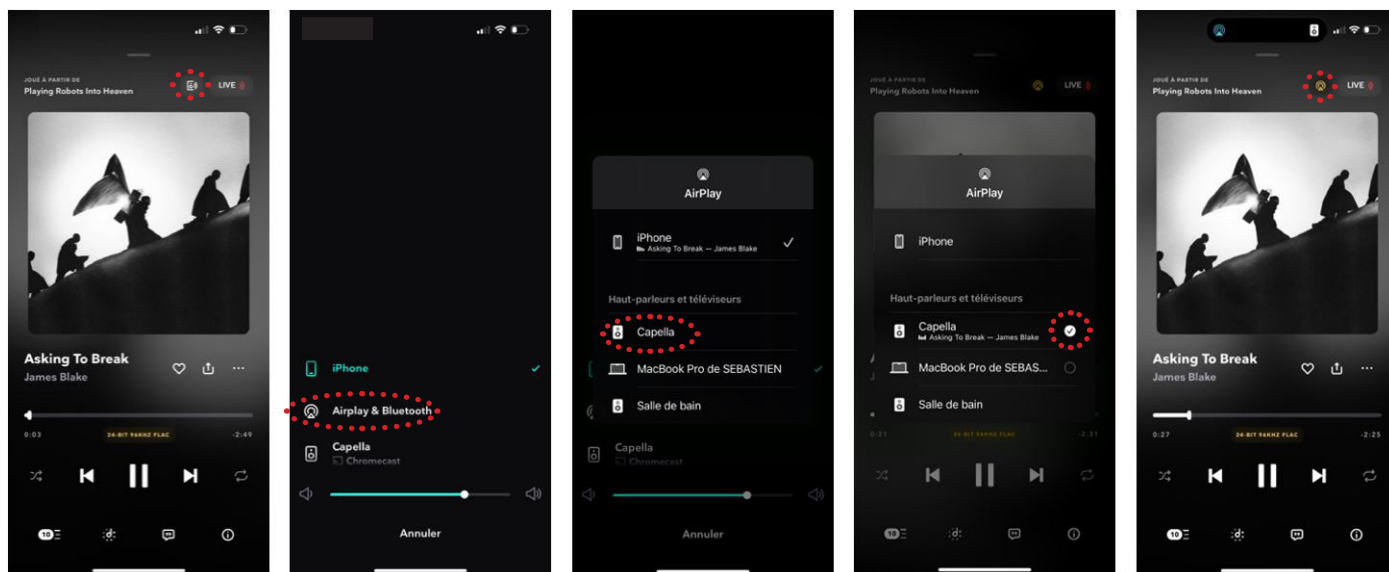 JOUÉ À PARTIR DE
Playing Robots Into Heaven
LIVE
Asking To Break
James Blake
0:03
24-BIT 96KHZ FLAC
-2:49
10
iPhone
Airplay & Bluetooth
Capella
Chromecast
Annuler
AirPlay
iPhone
Asking To Break — James Blake
Haut-parleurs et téléviseurs
Capella
MacBook Pro de SEBASTIEN
Salle de bain
Capella
Chromecast
Annuler
JOUÉ À PARTIR DE
Playing Robots Into Heaven
LIVE
AirPlay
iPhone
Haut-parleurs et téléviseurs
Capella
Asking To Break — James Blake
MacBook Pro de SEBAS...
Salle de bain
0:21
24-BIT 96KHZ FLAC
-2:31
10
JOUÉ À PARTIR DE
Playing Robots Into Heaven
LIVE
Asking To Break
James Blake
0:27
24-BIT 96KHZ FLAC
-2:25
10